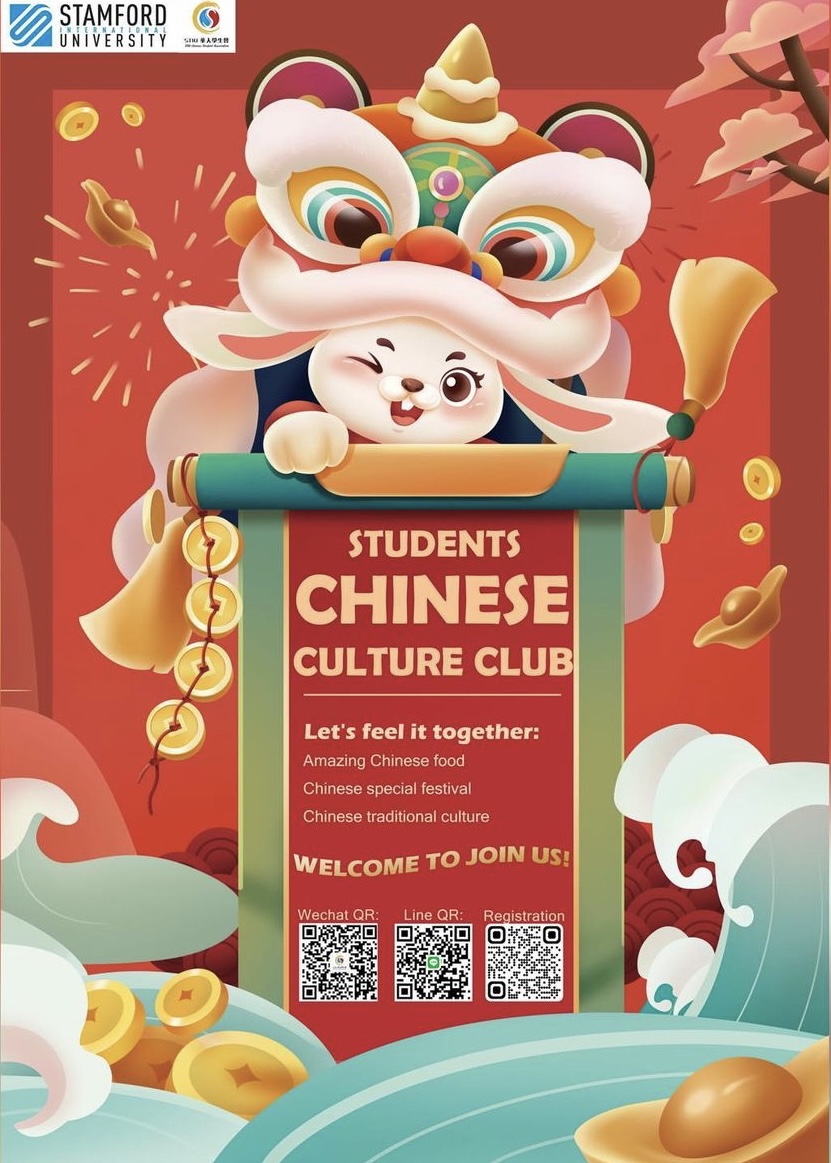 STAMFORD
INTERNATIONAL
UNIVERSITY
STUDENTS
CHINESE
CULTURE CLUB
Let's feel it together:
Amazing Chinese food
Chinese special festival
Chinese traditional culture
WELCOME TO JOIN US!
Wechat QR:
Line QR:
Registration